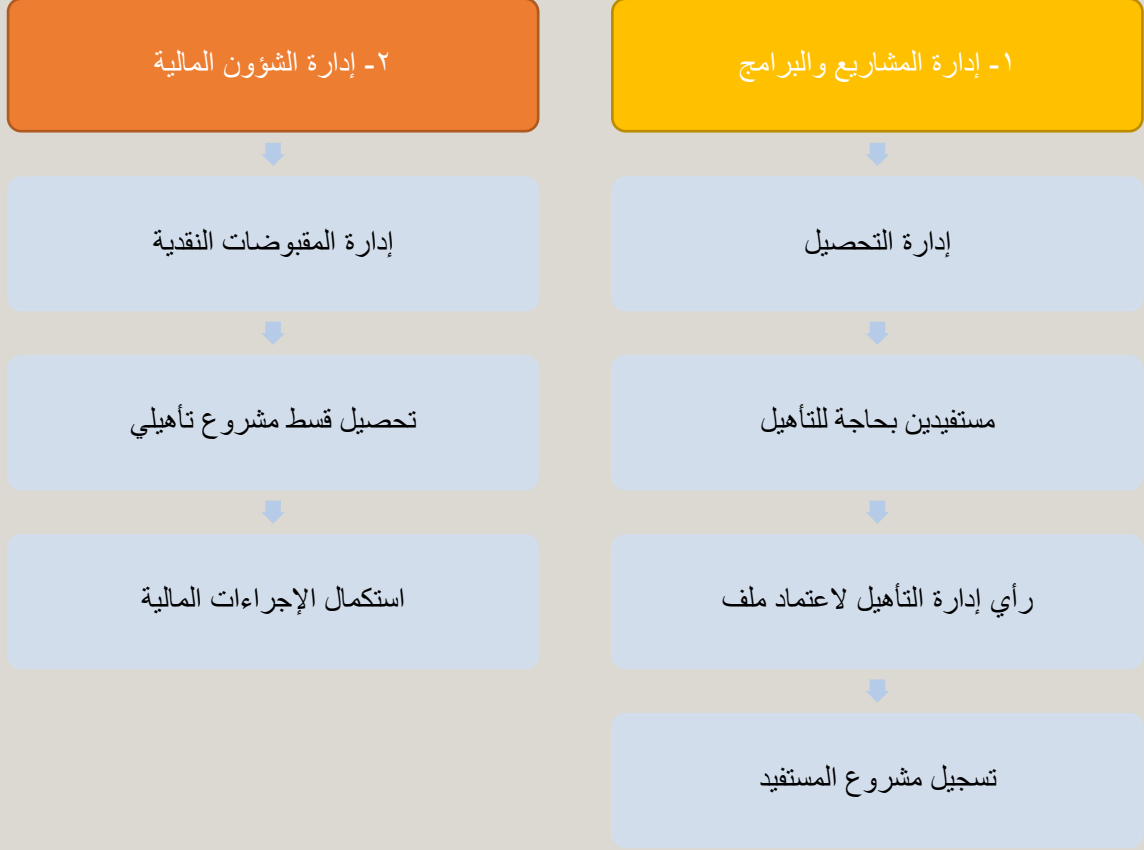 ١- إدارة المشاريع والبرامج
إدارة التحصيل
مستفيدين بحاجة للتأهيل
رأي إدارة التأهيل لاعتماد ملف
تسجيل مشروع المستفيد
٢- إدارة الشؤون المالية
إدارة المقبوضات النقدية
تحصيل قسط مشروع تأهيلي
استكمال الإجراءات المالية